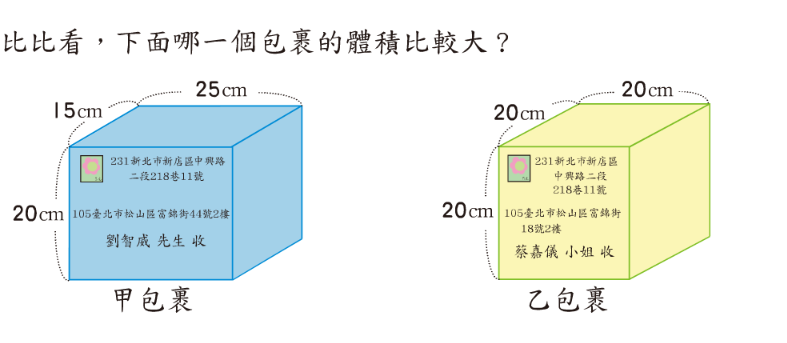 比比看，下面哪一個包裹的體積比較大？
25cm
15cm
20cm
231新北市新店區中興路
二段218巷11號
105臺北市松山區富錦街44號2樓
劉智威 先生 收
甲包裹
20cm
20cm
20cm
231新北市新店區
中興路二段
218巷11號
105臺北市松山區富錦街
18號2樓
蔡嘉儀 小姐 收
乙包裹